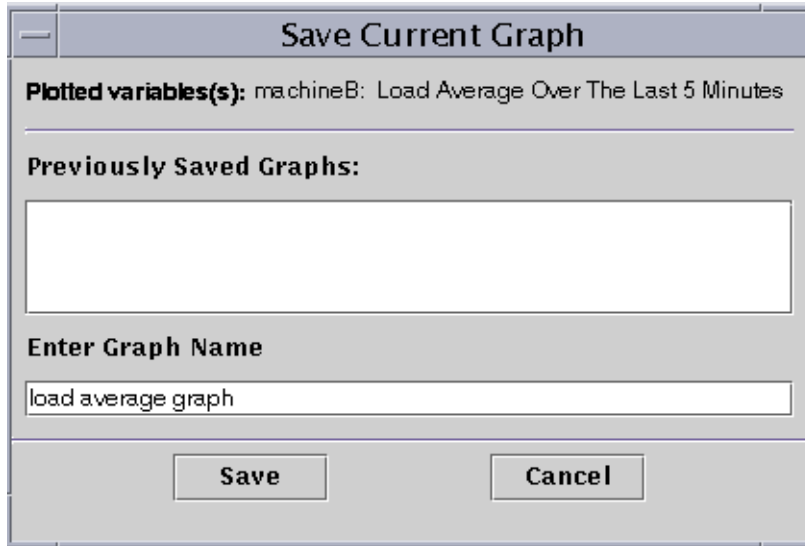 Save Current Graph
Plotted variables(s): machineB: Load Average Over The Last 5 Minutes
Previously Saved Graphs:
Enter Graph Name
load average graph
Save Cancel